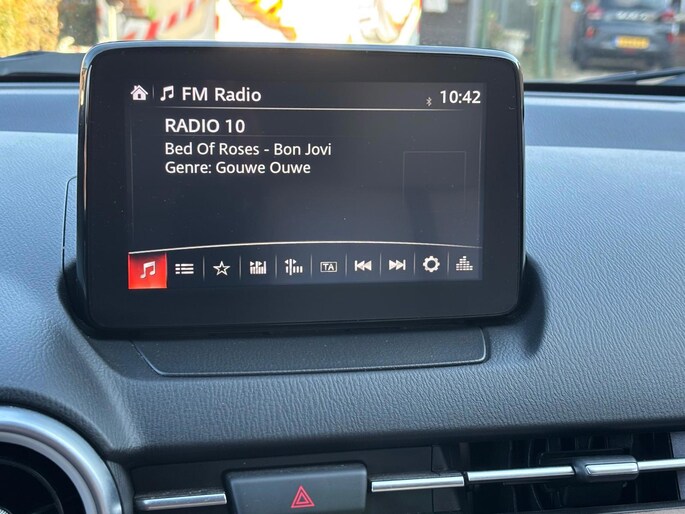 FM Radio
10:42
RADIO 10
Bed Of Roses - Bon Jovi
Genre: Gouwe Ouwe
TA